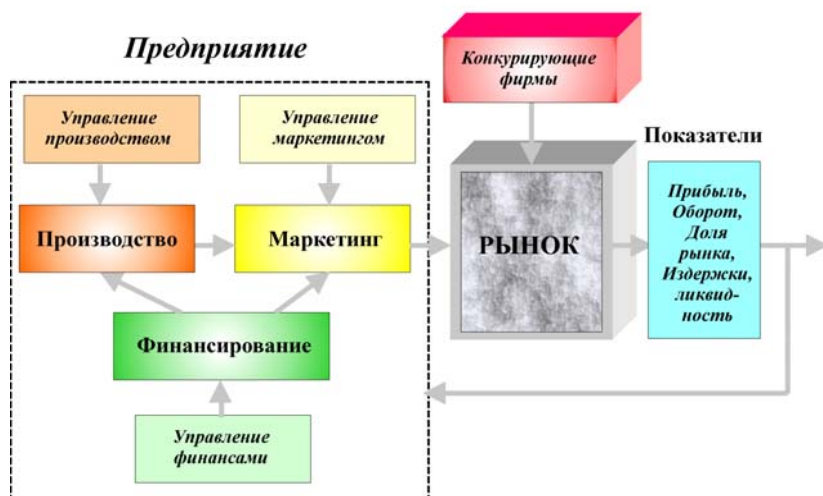 Предприятие
Конкурирующие
фирмы
Управление
производством
Управление
маркетингом
Показатели
Производство
Маркетинг
РЫНОК
Прибыль,
Оборот,
Доля
рынка,
Издержки,
ликвид-
ность
Финансирование
Управление
финансами